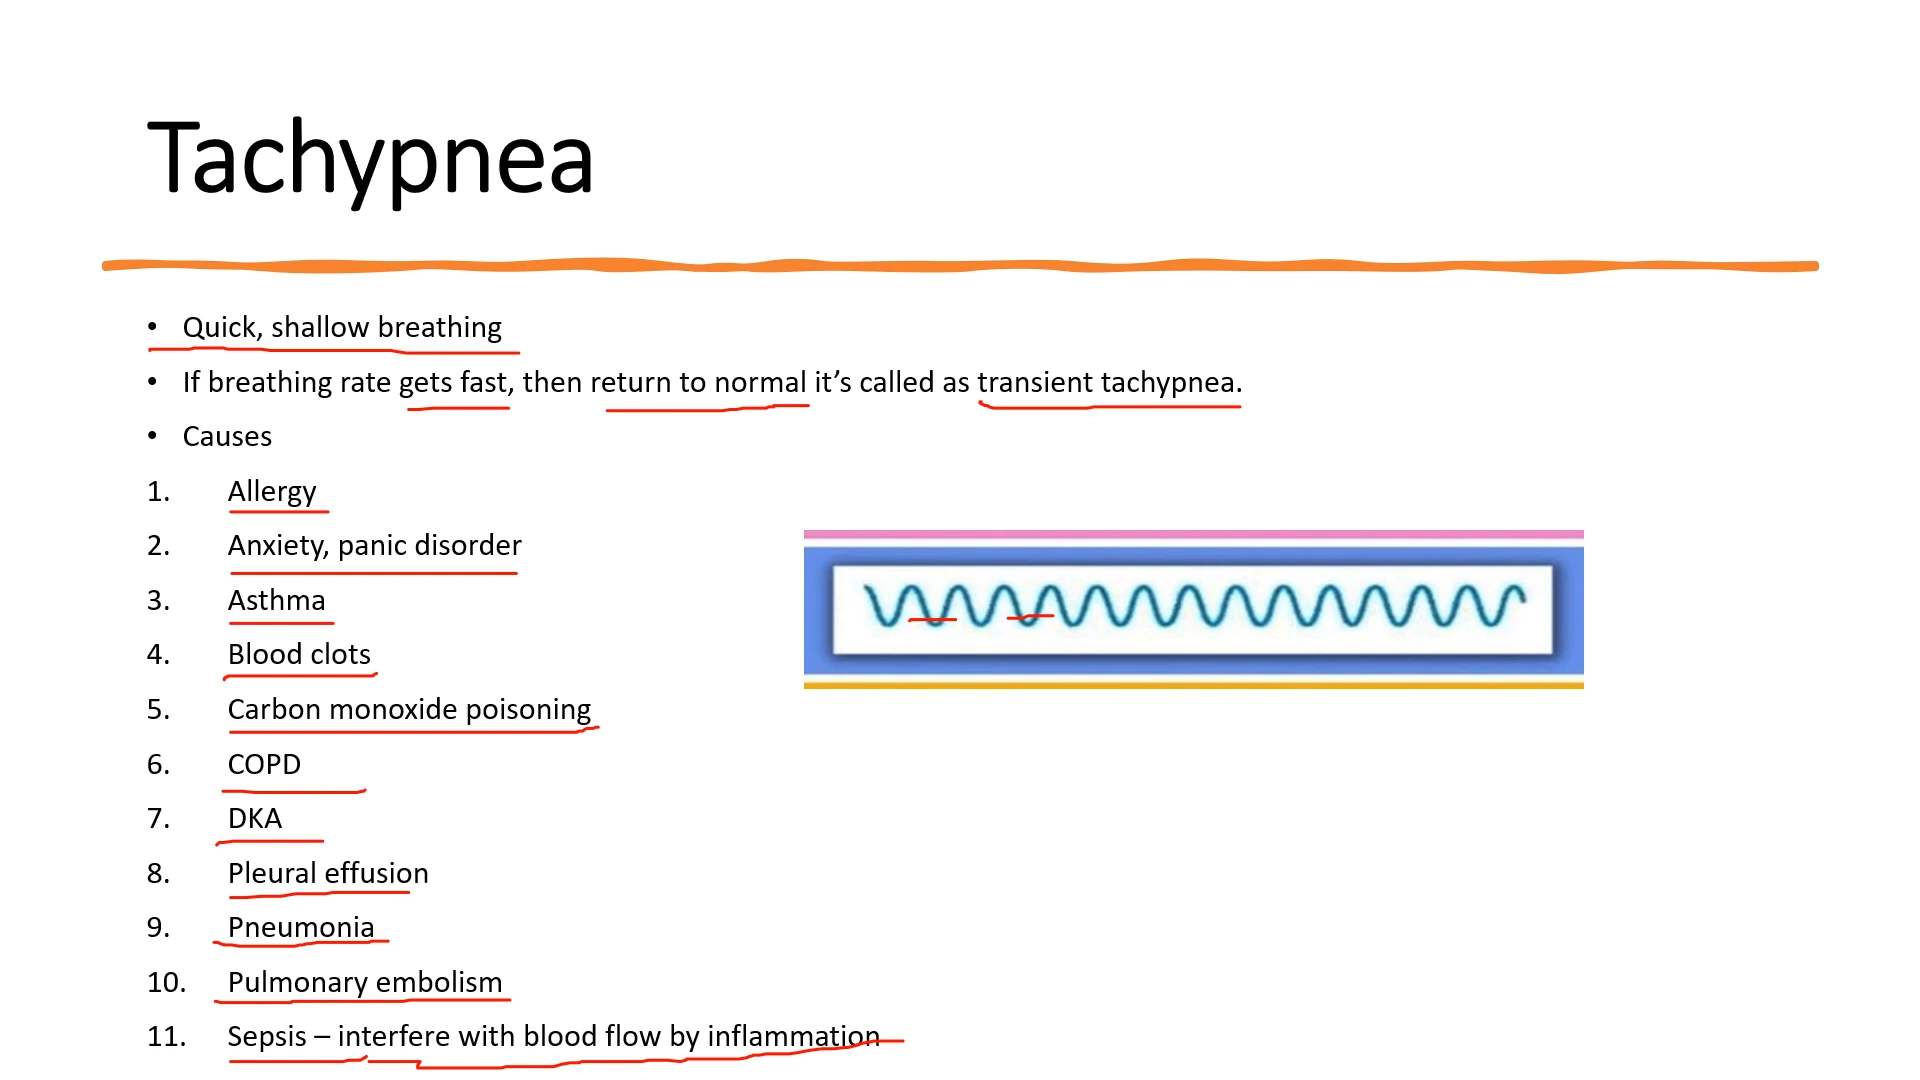 Tachypnea
• Quick, shallow breathing
• If breathing rate gets fast, then return to normal it’s called as transient tachypnea.
• Causes
1. Allergy
2. Anxiety, panic disorder
3. Asthma
4. Blood clots
5. Carbon monoxide poisoning
6. COPD
7. DKA
8. Pleural effusion
9. Pneumonia
10. Pulmonary embolism
11. Sepsis – interfere with blood flow by inflammation